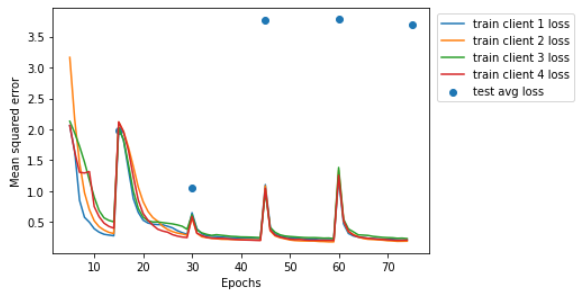 3.5
3.0
2.5
2.0
1.5
1.0
0.5
Mean squared error
10 20 30 40 50 60 70
Epochs
train client 1 loss
train client 2 loss
train client 3 loss
train client 4 loss
test avg loss